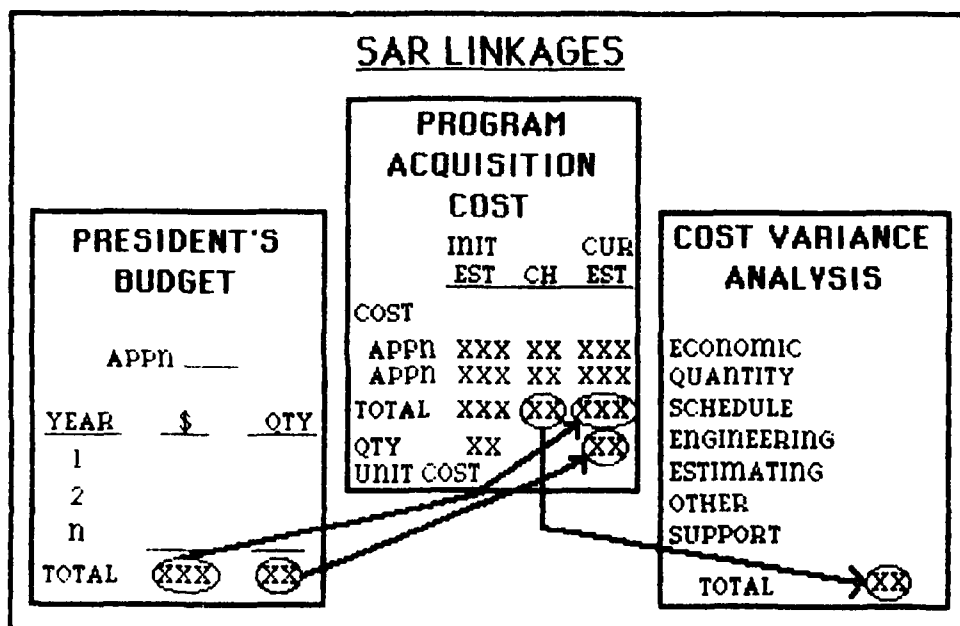 SAR LINKAGES
PRESIDENT'S
BUDGET
APPN ____
YEAR $ QTY
1
2
n
TOTAL XXX XX
PROGRAM
ACQUISITION
COST
INIT CUR
EST CH EST
COST
APPN XXX XX XXX
APPN XXX XX XXX
TOTAL XXX XX XXX
QTY XX XX
UNIT COST
COST VARIANCE
ANALYSIS
ECONOMIC
QUANTITY
SCHEDULE
ENGINEERING
ESTIMATING
OTHER
SUPPORT
TOTAL XX